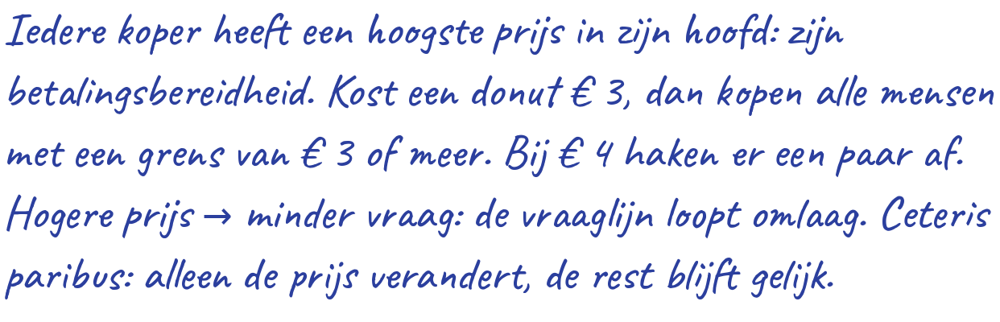 Iedere koper heeft een hoogste prijs in zijn hoofd: zijn
betalingsbereidheid. Kost een donut € 3, dan kopen alle mensen
met een grens van € 3 of meer. Bij € 4 haken er een paar af.
Hogere prijs → minder vraag: de vraaglijn loopt omlaag. Ceteris
paribus: alleen de prijs verandert, de rest blijft gelijk.